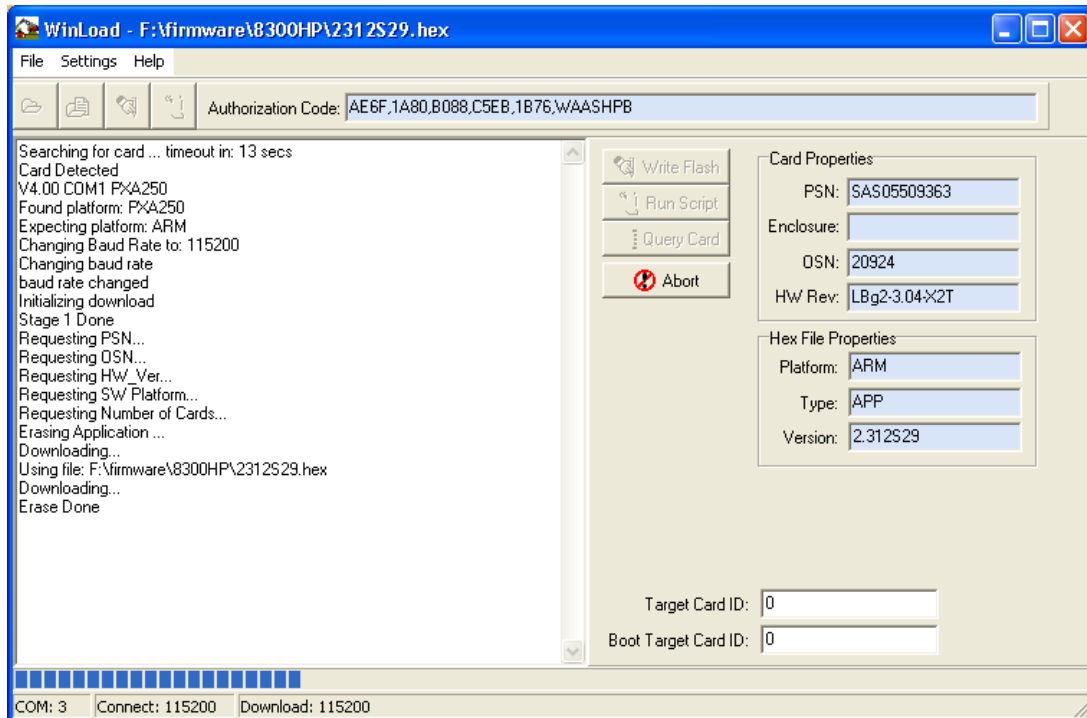 WinLoad - F:\firmware\8300HP\2312S29.hex
File Settings Help
Authorization Code: AE6F,1A80,B088,C5EB,1B76,WAASHPB
Searching for card ... timeout in: 13 secs
Card Detected
V4.00 COM1 PXA250
Found platform: PXA250
Expecting platform: ARM
Changing Baud Rate to: 115200
Changing baud rate
baud rate changed
Initializing download
Stage 1 Done
Requesting PSN...
Requesting OSN...
Requesting HW_Ver...
Requesting SW Platform...
Requesting Number of Cards...
Erasing Application ...
Downloading...
Using file: F:\firmware\8300HP\2312S29.hex
Downloading...
Erase Done
Write Flash
Run Script
Query Card
Abort
Card Properties
PSN: SAS05509363
Enclosure:
OSN: 20924
HW Rev: LBg2-3.04-X2T
Hex File Properties
Platform: ARM
Type: APP
Version: 2.312S29
Target Card ID: 0
Boot Target Card ID: 0
COM: 3 Connect: 115200 Download: 115200